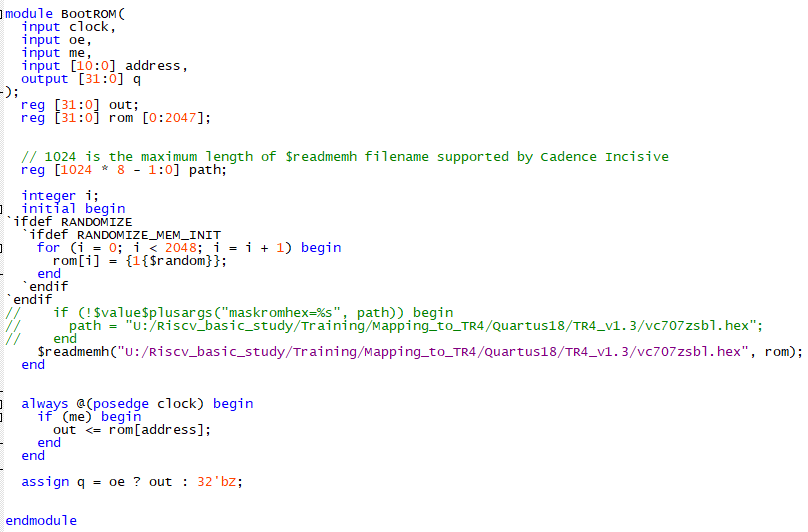 module BootROM(
  input clock,
  input oe,
  input me,
  input [10:0] address,
  output [31:0] q
);
  reg [31:0] out;
  reg [31:0] rom [0:2047];
  // 1024 is the maximum length of $readmemh filename supported by Cadence Incisive
  reg [1024 * 8 - 1:0] path;
  integer i;
  initial begin
`ifdef RANDOMIZE
  `ifdef RANDOMIZE_MEM_INIT
    for (i = 0; i < 2048; i = i + 1) begin
      rom[i] = {1{$random}};
    end
  `endif
`endif
//    if (!$value$plusargs("maskromhex=%s", path)) begin
//      path = "U:/Riscv_basic_study/Training/Mapping_to_TR4/Quartus18/TR4_v1.3/vc707zsbl.hex";
//    end
    $readmemh("U:/Riscv_basic_study/Training/Mapping_to_TR4/Quartus18/TR4_v1.3/vc707zsbl.hex", rom);
  end
  always @(posedge clock) begin
    if (me) begin
      out <= rom[address];
    end
  end
  assign q = oe ? out : 32'bZ;
endmodule